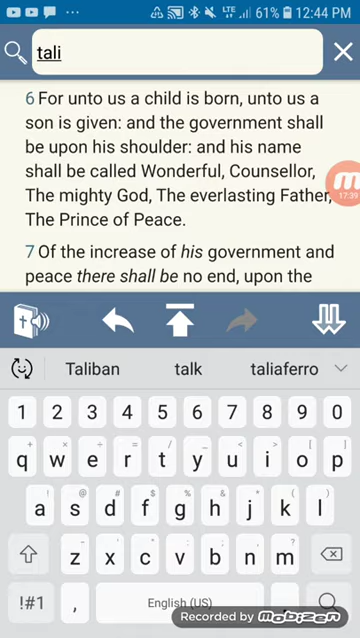 LTE 61% 12:44 PM
tali
6 For unto us a child is born, unto us a
son is given: and the government shall
be upon his shoulder: and his name
shall be called Wonderful, Counsellor,
The mighty God, The everlasting Father,
The Prince of Peace.
17:39
7 Of the increase of his government and
peace there shall be no end, upon the
Taliban talk taliaferro
1 2 3 4 5 6 7 8 9 0
+ × ÷ = / _ < > [ ]
q w e r t y u i o p
! @ # $ % ^ & * ( )
a s d f g h j k l
- ' " : ; , ?
z x c v b n m
!#1 , English (US) .
Recorded by MOBIZEN